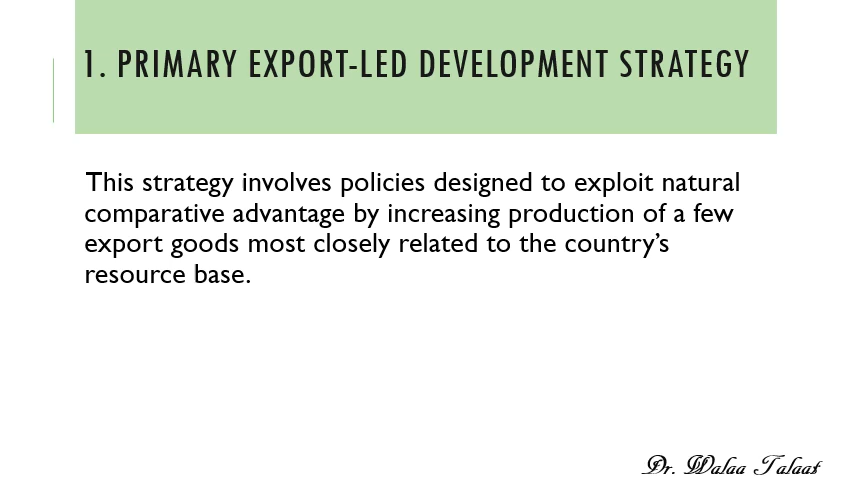 1. PRIMARY EXPORT-LED DEVELOPMENT STRATEGY
This strategy involves policies designed to exploit natural
comparative advantage by increasing production of a few
export goods most closely related to the country’s
resource base.
Dr. Walaa Talaat